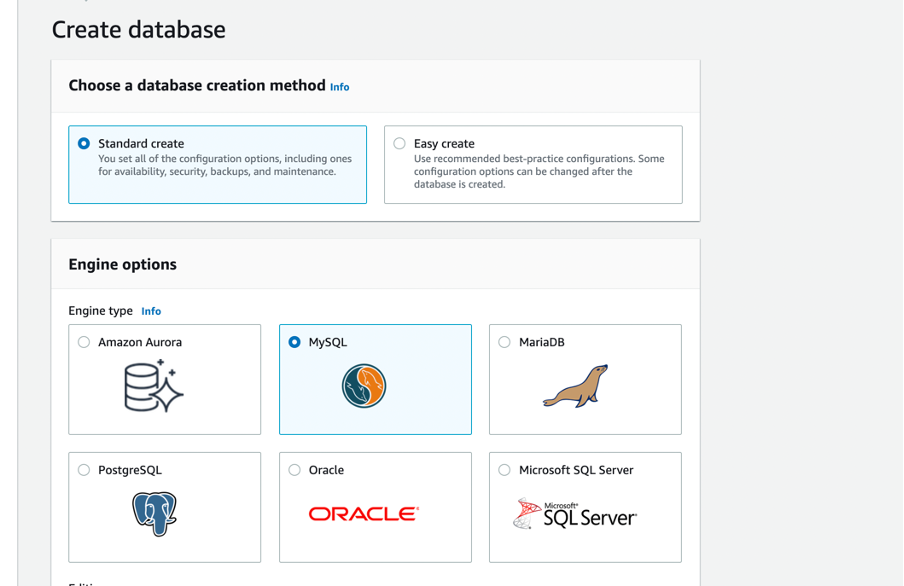 Create database
Choose a database creation method Info
Standard create
You set all of the configuration options, including ones
for availability, security, backups, and maintenance.
Easy create
Use recommended best-practice configurations. Some
configuration options can be changed after the
database is created.
Engine options
Engine type Info
Amazon Aurora
MySQL
MariaDB
PostgreSQL
Oracle
ORACLE
Microsoft SQL Server
Microsoft®
SQL Server